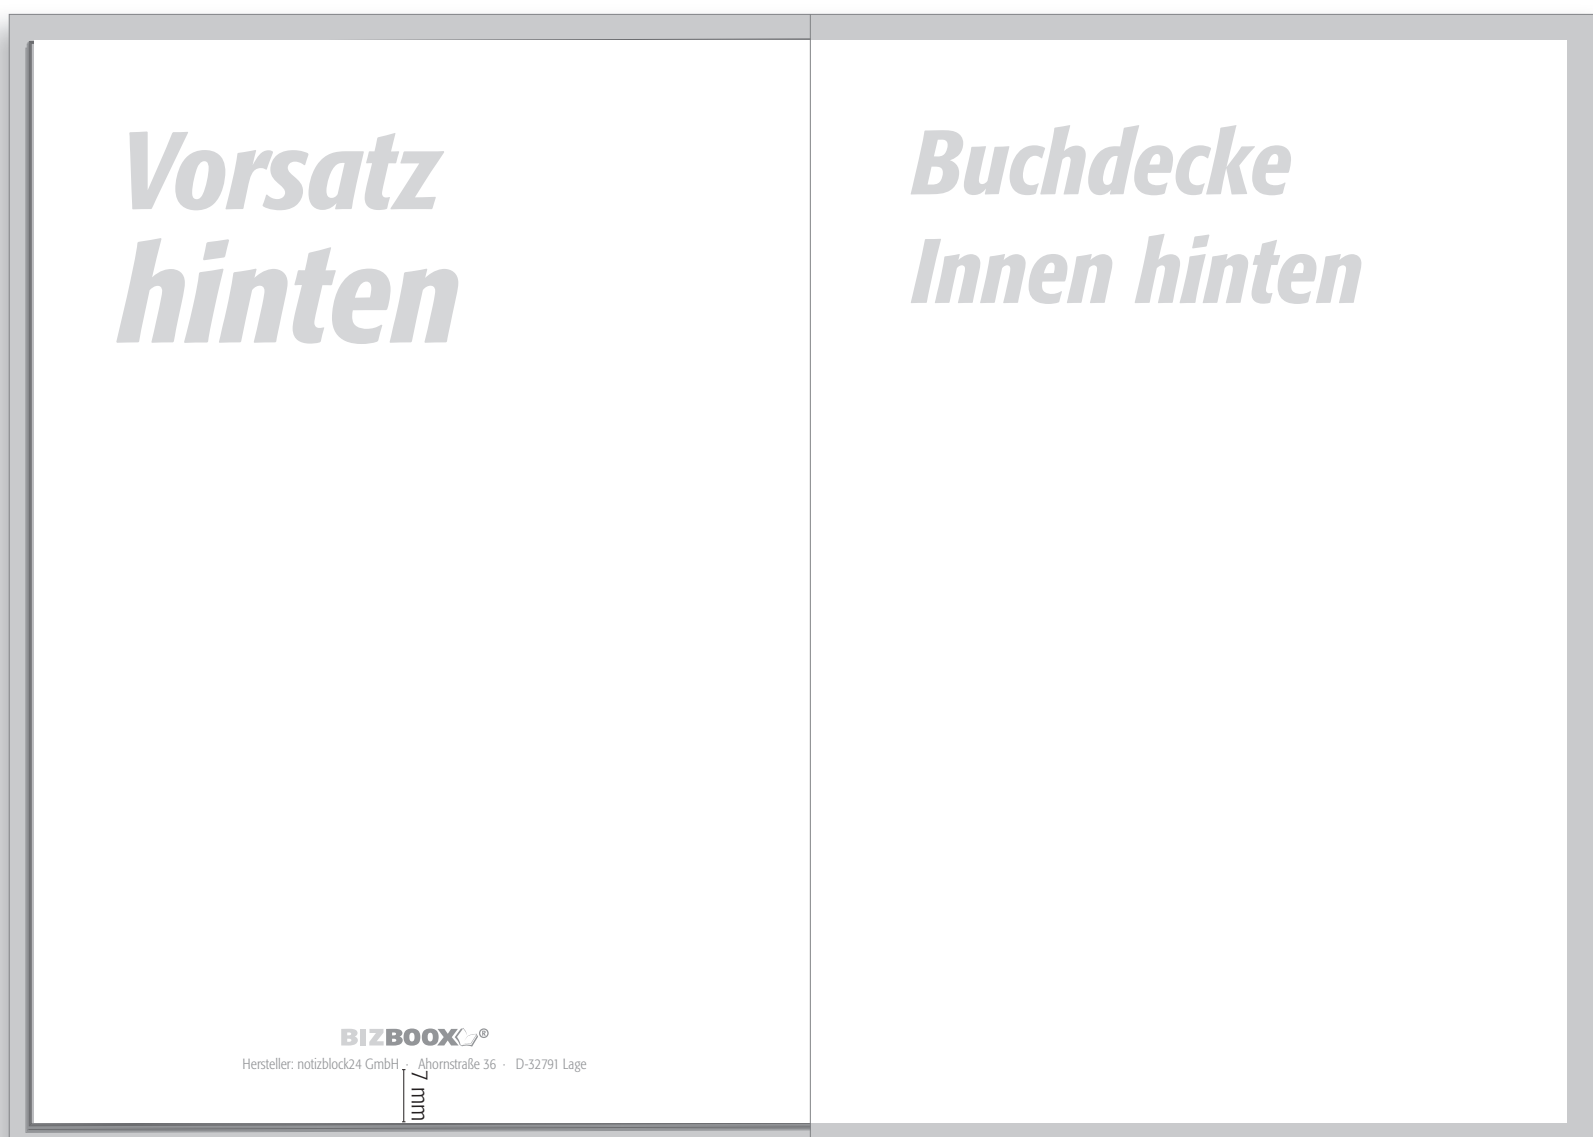 Vorsatz
hinten
BIZBOOX®
Hersteller: notizblock24 GmbH · Ahornstraße 36 · D-32791 Lage
7 mm
Buchdecke
Innen hinten